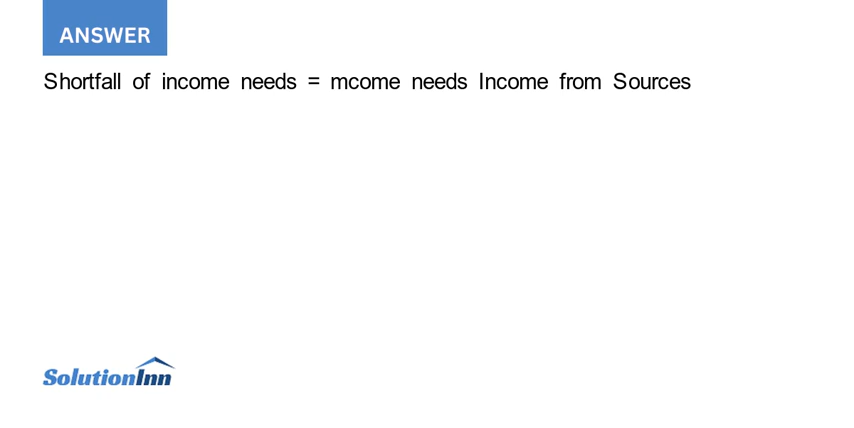 ANSWER
Shortfall of income needs = mcome needs Income from Sources
SolutionInn